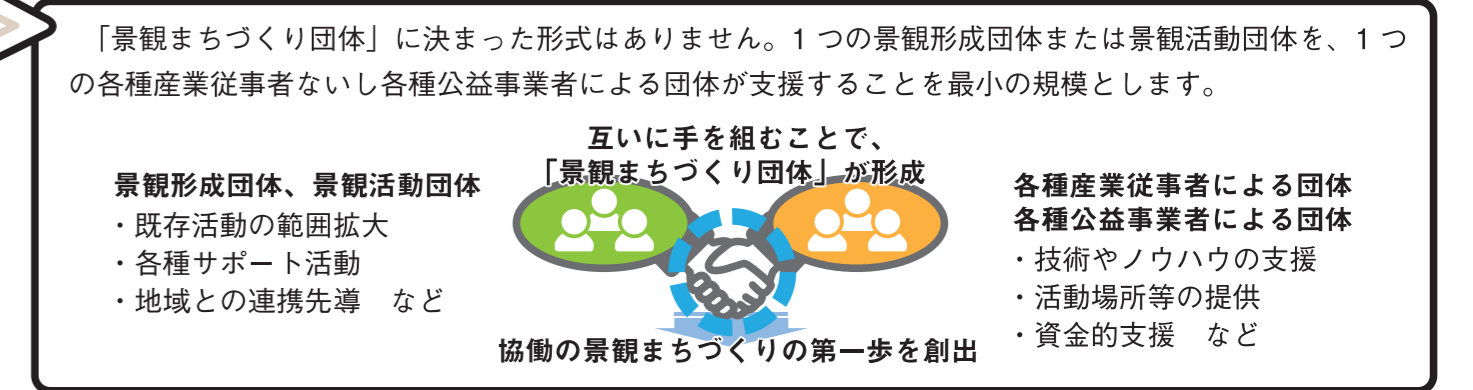 「景観まちづくり団体」に決まった形式はありません。1 つの景観形成団体または景観活動団体を、1 つ
の各種産業従事者ないし各種公益事業者による団体が支援することを最小の規模とします。
互いに手を組むことで、
「景観まちづくり団体」が形成
景観形成団体、景観活動団体
・既存活動の範囲拡大
・各種サポート活動
・地域との連携先導　など
各種産業従事者による団体
各種公益事業者による団体
・技術やノウハウの支援
・活動場所等の提供
・資金的支援　など
協働の景観まちづくりの第一歩を創出